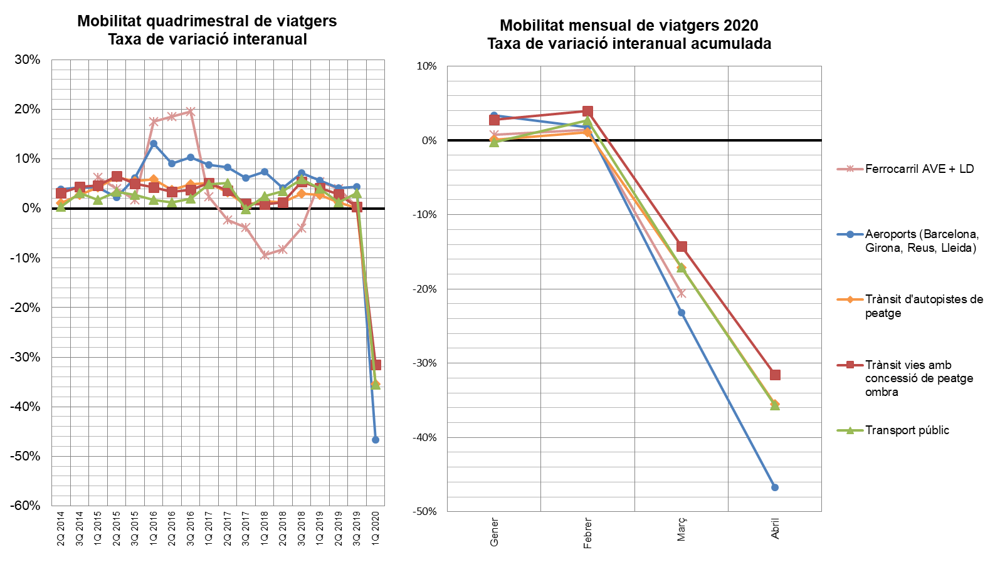 Mobilitat quadrimestral de viatgers
Taxa de variació interanual
30%
20%
10%
0%
-10%
-20%
-30%
-40%
-50%
-60%
2Q 2014
3Q 2014
1Q 2015
2Q 2015
3Q 2015
1Q 2016
2Q 2016
3Q 2016
1Q 2017
2Q 2017
3Q 2017
1Q 2018
2Q 2018
3Q 2018
1Q 2019
2Q 2019
3Q 2019
1Q 2020
Mobilitat mensual de viatgers 2020
Taxa de variació interanual acumulada
10%
0%
-10%
-20%
-30%
-40%
-50%
Gener
Febrer
Març
Abril
Ferrocarril AVE + LD
Aeroports (Barcelona,
Girona, Reus, Lleida)
Trànsit d'autopistes de
peatge
Trànsit vies amb
concessió de peatge
ombra
Transport públic